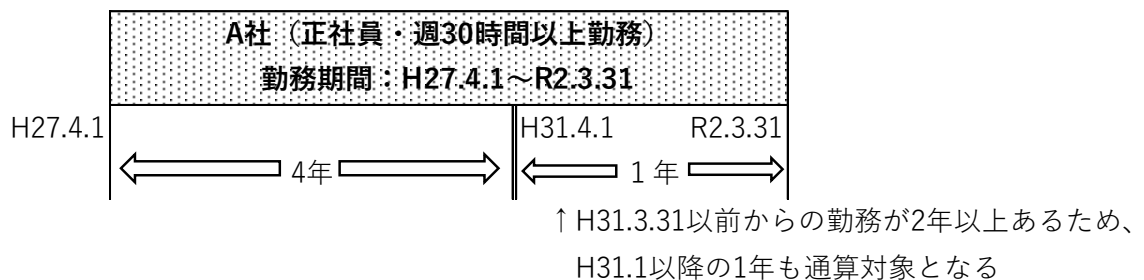 A社（正社員・週30時間以上勤務）
勤務期間：H27.4.1～R2.3.31
H27.4.1
H31.4.1
R2.3.31
4年
1年
↑H31.3.31以前からの勤務が2年以上あるため、
H31.1以降の1年も通算対象となる